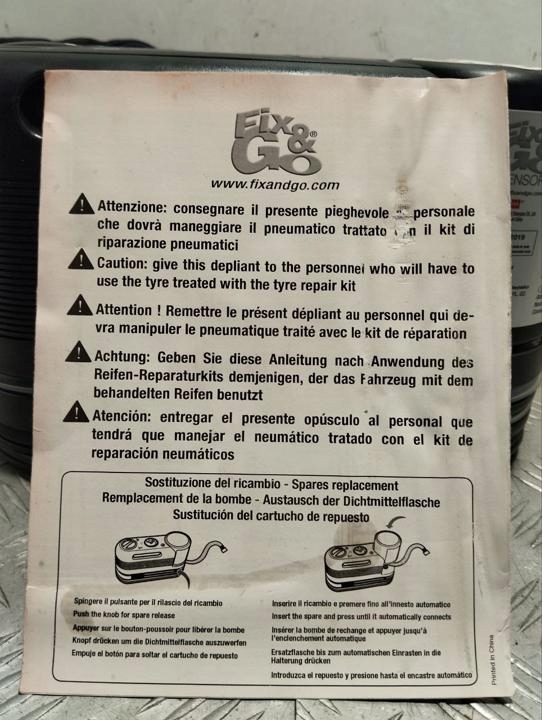 Fix&
Go®
www.fixandgo.com
Attenzione: consegnare il presente pieghevole personale
che dovrà maneggiare il pneumatico trattato n il kit di
riparazione pneumatici
Caution: give this depliant to the personnel who will have to
use the tyre treated with the tyre repair kit
Attention ! Remettre le présent dépliant au personnel qui de-
vra manipuler le pneumatique traité avec le kit de réparation
Achtung: Geben Sie diese Anleitung nach Anwendung des
Reifen-Reparaturkits demjenigen, der das Fahrzeug mit dem
behandelten Reifen benutzt
Atención: entregar el presente opúsculo al personal que
tendrá que manejar el neumático tratado con el kit de
reparación neumáticos
Sostituzione del ricambio - Spares replacement
Remplacement de la bombe - Austausch der Dichtmittelflasche
Sustitución del cartucho de repuesto
Spingere il pulsante per il rilascio del ricambio
Push the knob for spare release
Appuyer sur le bouton-poussoir pour libérer la bombe
Knopf drücken um die Dichtmittelflasche auszuwerfen
Empuje el botón para soltar el cartucho de repuesto
Inserire il ricambio e premere fino all'innesto automatico
Insert the spare and press until it automatically connects
Insérer la bombe de rechange et appuyer jusqu'à
l'enclenchement automatique
Ersatzflasche bis zum automatischen Einrasten in die
Halterung drücken
Introduzca el repuesto y presione hasta el encastre automático
Printed in China